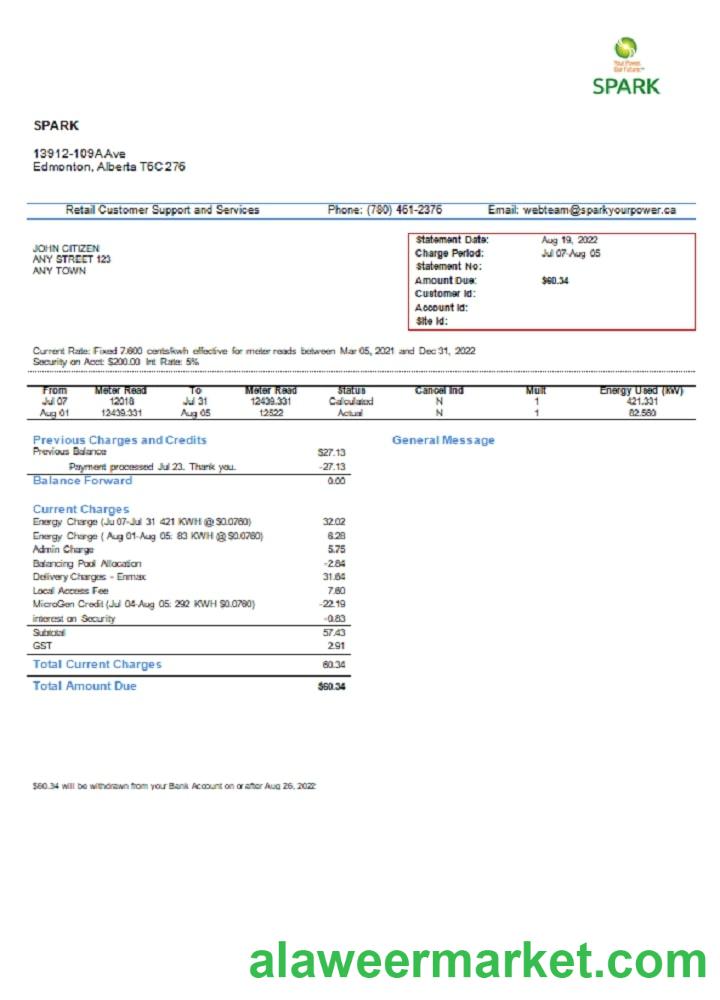 Your Power.
Our Future.™
SPARK
SPARK
13912-109AAve
Edmonton, Alberta T6C276
Retail Customer Support and Services Phone: (780) 461-2376 Email: webteam@sparkyourpower.ca
JOHN CITIZEN
ANY STREET 123
ANY TOWN
Statement Date: Aug 19, 2022
Charge Period: Jul 07-Aug 05
Statement No:
Amount Due: $60.34
Customer Id:
Account Id:
Site Id:
Current Rate: Fixed 7.600 cents/kwh effective for meter reads between Mar 05, 2021 and Dec 31, 2022
Security on Acct: $200.00 Int Rate: 5%
From Meter Read To Meter Read Status Cancel Ind Mult Energy Used (kW)
Jul 07 12018 Jul 31 12439.331 Calculated N 1 421.331
Aug 01 12439.331 Aug 05 12522 Actual N 1 82.580
Previous Charges and Credits
Previous Balance $27.13
Payment processed Jul 23. Thank you. -27.13
Balance Forward 0.00
General Message
Current Charges
Energy Charge (Ju 07-Jul 31 421 KWH @ $0.0760) 32.02
Energy Charge ( Aug 01-Aug 05: 83 KWH @ $0.0760) 6.28
Admin Charge 5.75
Balancing Pool Allocation -2.84
Delivery Charges - Enmax 31.64
Local Access Fee 7.60
MicroGen Credit (Jul 04-Aug 05: 292 KWH $0.0760) -22.19
interest on Security -0.83
Subtotal 57.43
GST 2.91
Total Current Charges 60.34
Total Amount Due $60.34
$60.34 will be withdrawn from your Bank Account on or after Aug 26, 2022
alaweermarket.com